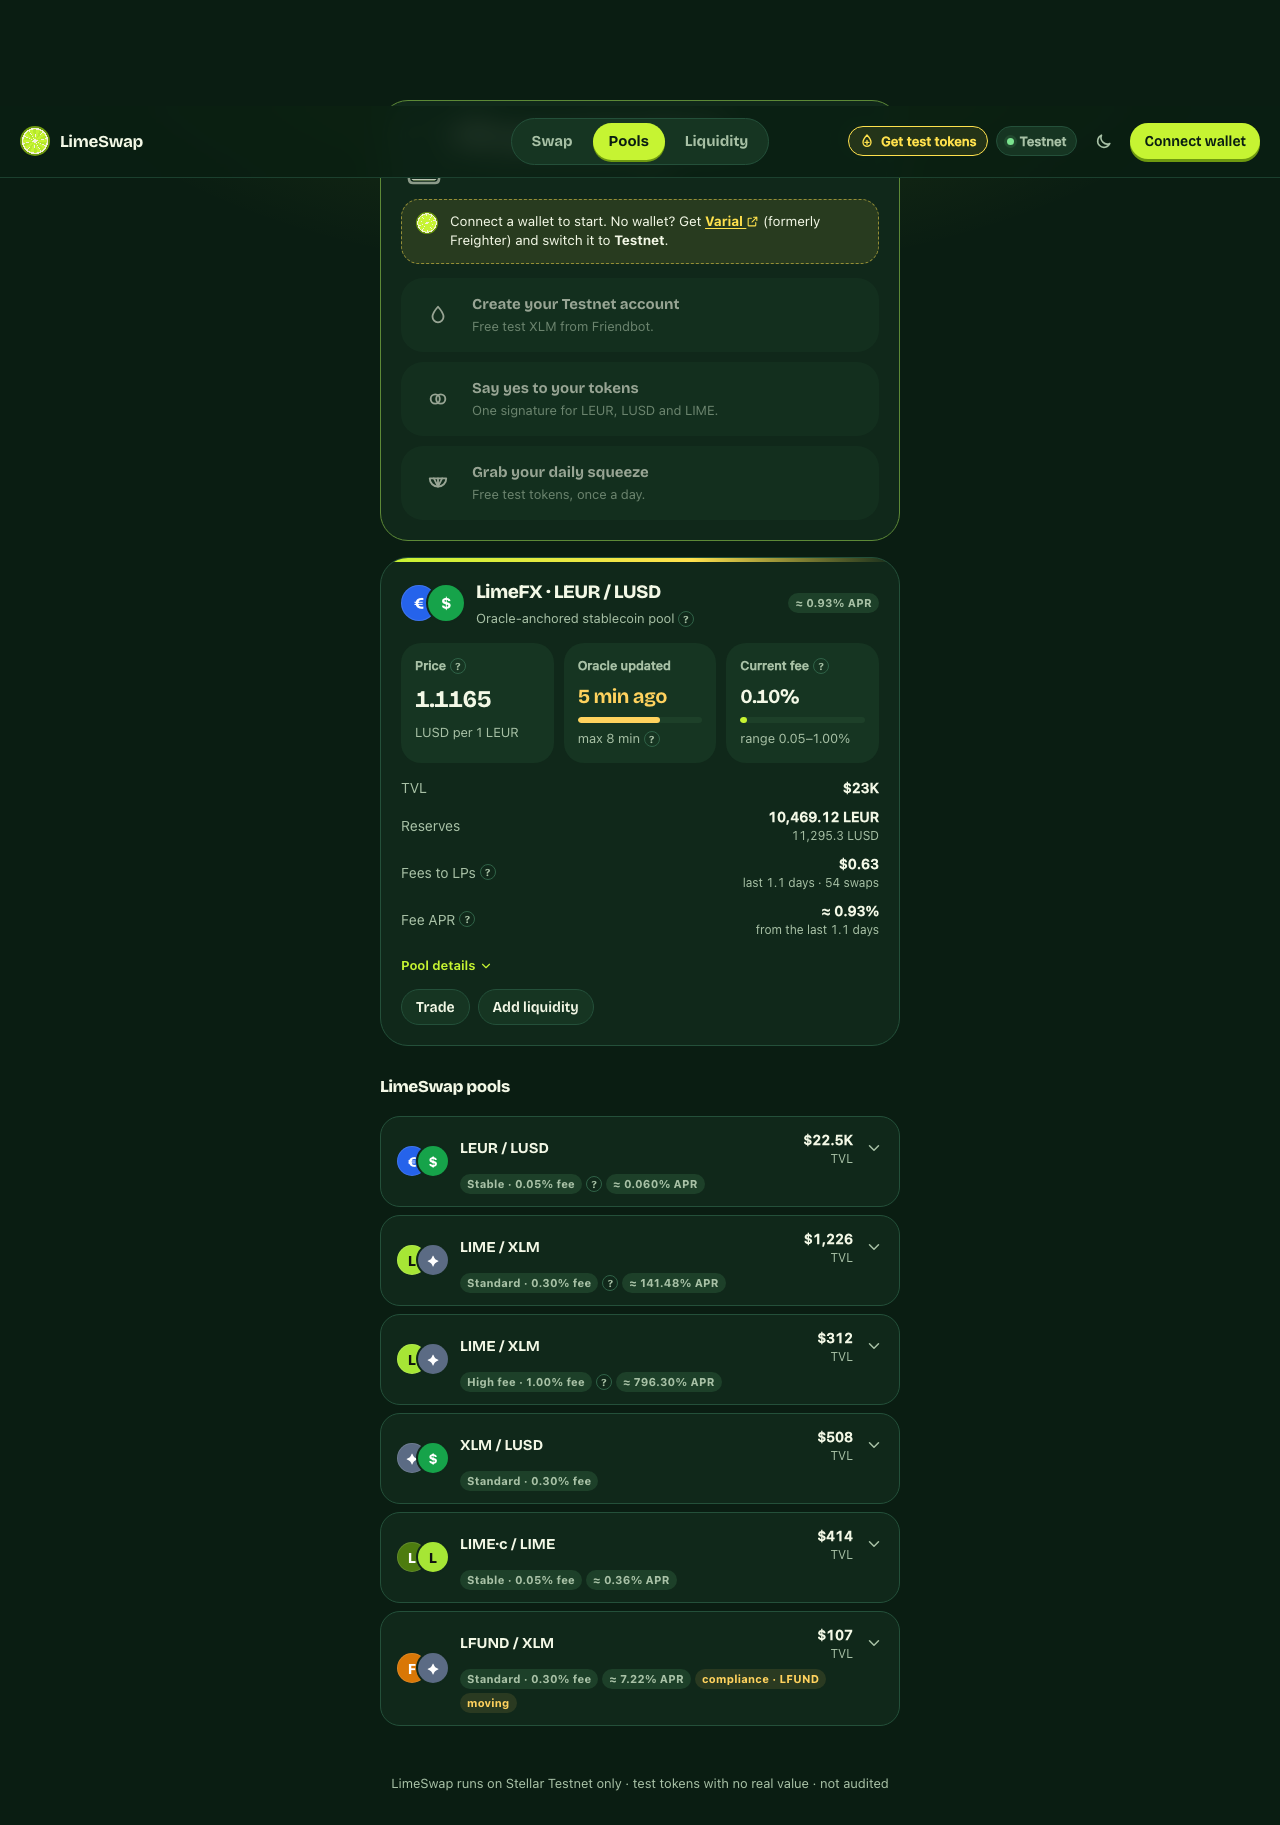 LimeSwap
Swap
Pools
Liquidity
Get test tokens
Testnet
Connect wallet
Connect a wallet to start. No wallet? Get Varial (formerly
Freighter) and switch it to Testnet.
Create your Testnet account
Free test XLM from Friendbot.
Say yes to your tokens
One signature for LEUR, LUSD and LIME.
Grab your daily squeeze
Free test tokens, once a day.
€ $
LimeFX · LEUR / LUSD
≈ 0.93% APR
Oracle-anchored stablecoin pool ?
Price ?
1.1165
LUSD per 1 LEUR
Oracle updated
5 min ago
max 8 min ?
Current fee ?
0.10%
range 0.05–1.00%
TVL
$23K
Reserves
10,469.12 LEUR
11,295.3 LUSD
Fees to LPs ?
$0.63
last 1.1 days · 54 swaps
Fee APR ?
≈ 0.93%
from the last 1.1 days
Pool details
Trade
Add liquidity
LimeSwap pools
€ $
LEUR / LUSD
$22.5K
TVL
Stable · 0.05% fee ? ≈ 0.060% APR
L
LIME / XLM
$1,226
TVL
Standard · 0.30% fee ? ≈ 141.48% APR
L
LIME / XLM
$312
TVL
High fee · 1.00% fee ? ≈ 796.30% APR
$
XLM / LUSD
$508
TVL
Standard · 0.30% fee
L L
LIME·c / LIME
$414
TVL
Stable · 0.05% fee ≈ 0.36% APR
F
LFUND / XLM
$107
TVL
Standard · 0.30% fee ≈ 7.22% APR compliance · LFUND
moving
LimeSwap runs on Stellar Testnet only · test tokens with no real value · not audited